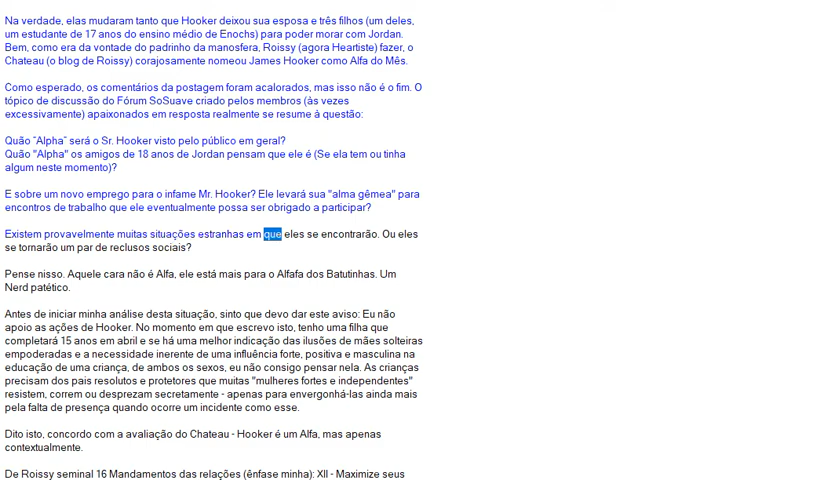 Na verdade, elas mudaram tanto que Hooker deixou sua esposa e três filhos (um deles,
um estudante de 17 anos do ensino médio de Enochs) para poder morar com Jordan.
Bem, como era da vontade do padrinho da manosfera, Roissy (agora Heartiste) fazer, o
Chateau (o blog de Roissy) corajosamente nomeou James Hooker como Alfa do Mês.
Como esperado, os comentários da postagem foram acalorados, mas isso não é o fim. O
tópico de discussão do Fórum SoSuave criado pelos membros (às vezes
excessivamente) apaixonados em resposta realmente se resume à questão:
Quão "Alpha" será o Sr. Hooker visto pelo público em geral?
Quão "Alpha" os amigos de 18 anos de Jordan pensam que ele é (Se ela tem ou tinha
algum neste momento)?
E sobre um novo emprego para o infame Mr. Hooker? Ele levará sua "alma gêmea" para
encontros de trabalho que ele eventualmente possa ser obrigado a participar?
Existem provavelmente muitas situações estranhas em que eles se encontrarão. Ou eles
se tornarão um par de reclusos sociais?
Pense nisso. Aquele cara não é Alfa, ele está mais para o Alfafa dos Batutinhas. Um
Nerd patético.
Antes de iniciar minha análise desta situação, sinto que devo dar este aviso: Eu não
apoio as ações de Hooker. No momento em que escrevo isto, tenho uma filha que
completará 15 anos em abril e se há uma melhor indicação das ilusões de mães solteiras
empoderadas e a necessidade inerente de uma influência forte, positiva e masculina na
educação de uma criança, de ambos os sexos, eu não consigo pensar nela. As crianças
precisam dos pais resolutos e protetores que muitas "mulheres fortes e independentes"
resistem, correm ou desprezam secretamente - apenas para envergonhá-las ainda mais
pela falta de presença quando ocorre um incidente como esse.
Dito isto, concordo com a avaliação do Chateau - Hooker é um Alfa, mas apenas
contextualmente.
De Roissy seminal 16 Mandamentos das relações (ênfase minha): XII - Maximize seus